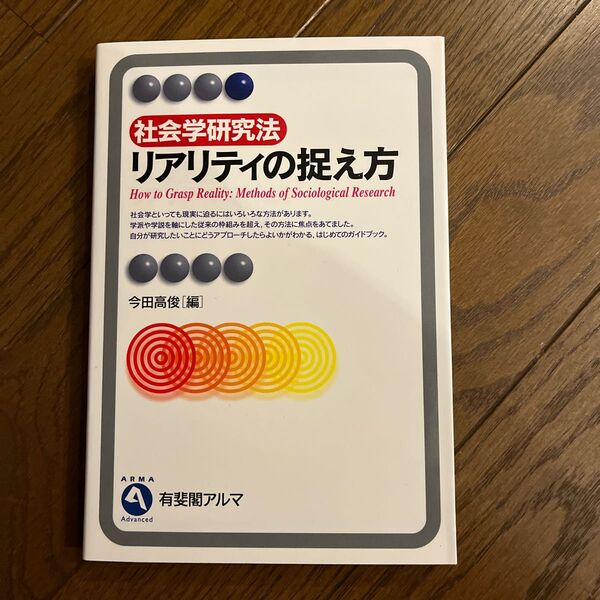 社会学研究法
リアリティの捉え方
How to Grasp Reality: Methods of Sociological Research
社会学といっても現実に迫るにはいろいろな方法があります。
学派や学説を軸にした従来の枠組みを超え，その方法に焦点をあてました。
自分が研究したいことにどうアプローチしたらよいかがわかる，はじめてのガイドブック。
今田高俊[編]
ARMA
A
Advanced
有斐閣アルマ